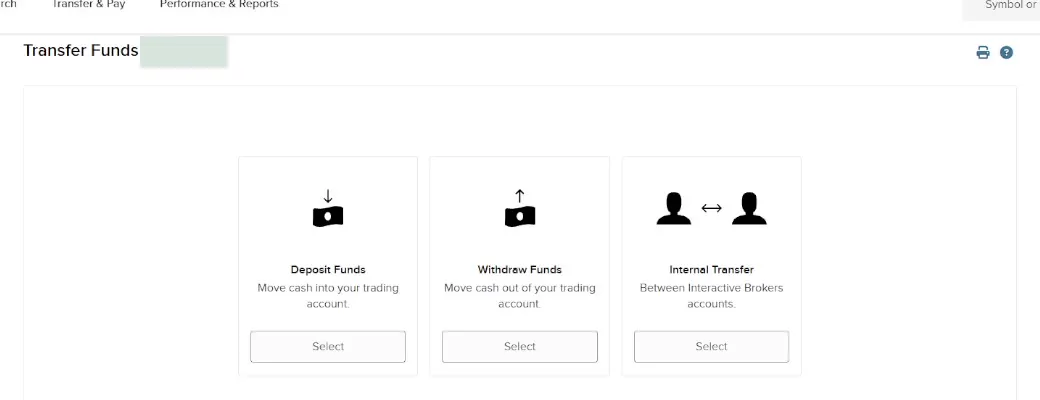 Transfer & Pay Performance & Reports Symbol or
Transfer Funds
?
Deposit Funds
Move cash into your trading
account.
Select
Withdraw Funds
Move cash out of your trading
account.
Select
Internal Transfer
Between Interactive Brokers
accounts.
Select